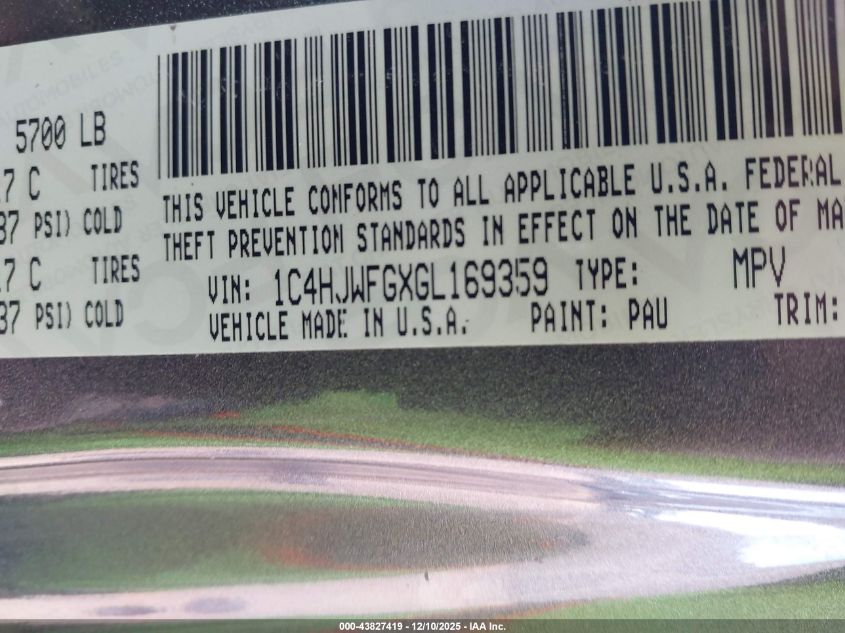 5700 LB
.7 C TIRES
37 PSI) COLD
.7 C TIRES
37 PSI) COLD
THIS VEHICLE CONFORMS TO ALL APPLICABLE U.S.A. FEDERAL
THEFT PREVENTION STANDARDS IN EFFECT ON THE DATE OF MA
VIN: 1C4HJWFGXGL169359 TYPE: MPV
VEHICLE MADE IN U.S.A. PAINT: PAU TRIM:
000-43827419 - 12/10/2025 - IAA Inc.